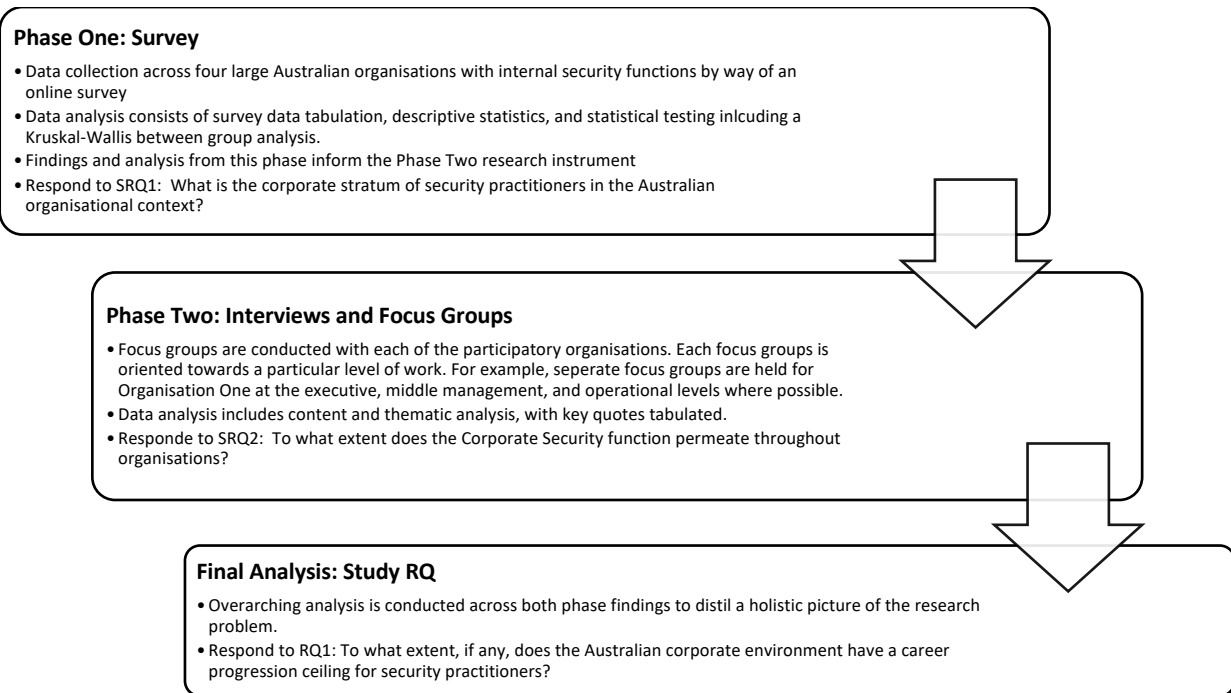 Phase One: Survey
• Data collection across four large Australian organisations with internal security functions by way of an
online survey
• Data analysis consists of survey data tabulation, descriptive statistics, and statistical testing inlcuding a
Kruskal-Wallis between group analysis.
• Findings and analysis from this phase inform the Phase Two research instrument
• Respond to SRQ1:  What is the corporate stratum of security practitioners in the Australian
organisational context?
Phase Two: Interviews and Focus Groups
• Focus groups are conducted with each of the participatory organisations. Each focus groups is
oriented towards a particular level of work. For example, seperate focus groups are held for
Organisation One at the executive, middle management, and operational levels where possible.
• Data analysis includes content and thematic analysis, with key quotes tabulated.
• Responde to SRQ2:  To what extent does the Corporate Security function permeate throughout
organisations?
Final Analysis: Study RQ
• Overarching analysis is conducted across both phase findings to distil a holistic picture of the research
problem.
• Respond to RQ1: To what extent, if any, does the Australian corporate environment have a career
progression ceiling for security practitioners?